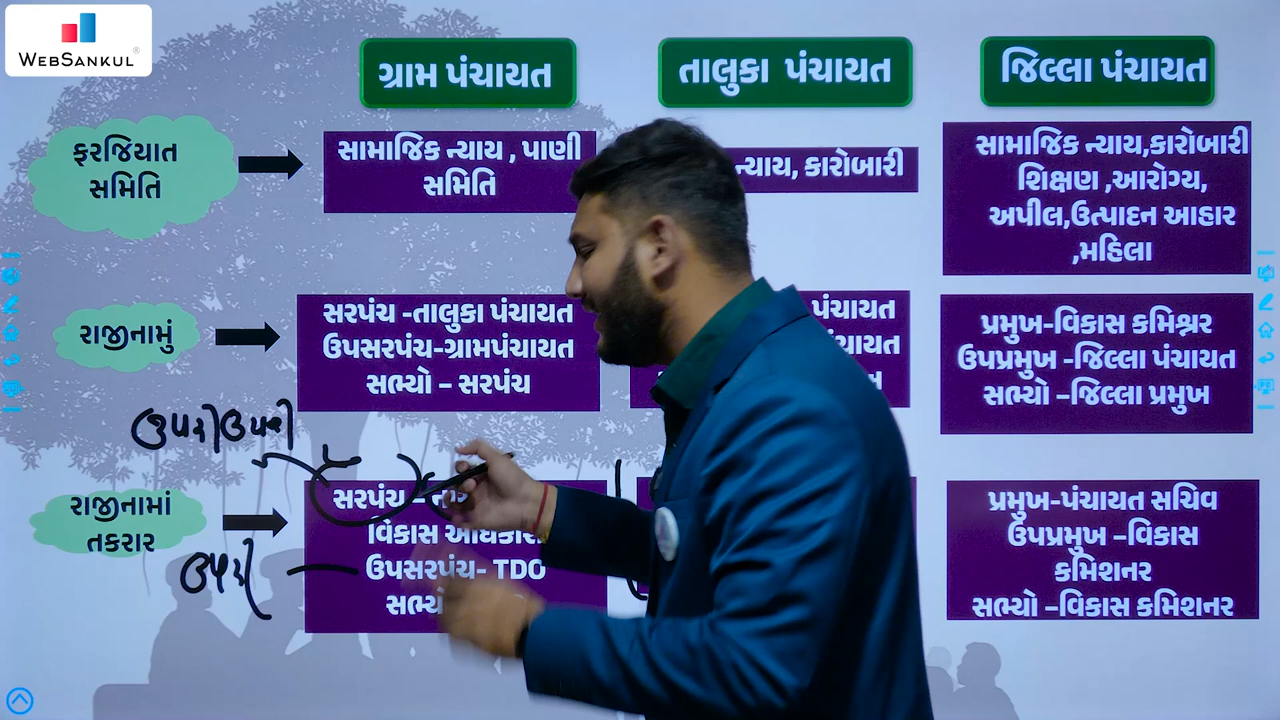 WEBSANKUL®
ગ્રામ પંચાયત
તાલુકા પંચાયત
જિલ્લા પંચાયત
ફરજિયાત
સમિતિ
સામાજિક ન્યાય , પાણી
સમિતિ
ન્યાય, કારોબારી
સામાજિક ન્યાય,કારોબારી
શિક્ષણ ,આરોગ્ય,
અપીલ,ઉત્પાદન આહાર
,મહિલા
રાજીનામું
સરપંચ -તાલુકા પંચાયત
ઉપસરપંચ-ગ્રામપંચાયત
સભ્યો – સરપંચ
પંચાયત
પ્રમુખ-વિકાસ કમિશ્નર
ઉપપ્રમુખ –જિલ્લા પંચાયત
સભ્યો –જિલ્લા પ્રમુખ
રાજીનામાં
તકરાર
સરપંચ –
વિકાસ
ઉપસરપંચ- TDO
પ્રમુખ-પંચાયત સચિવ
ઉપપ્રમુખ –વિકાસ
કમિશનર
સભ્યો –વિકાસ કમિશનર